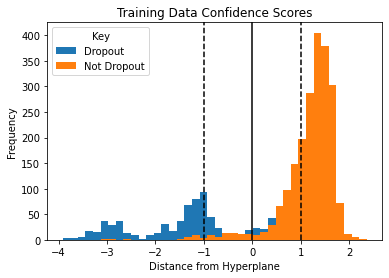 Training Data Confidence Scores
Key
Dropout
Not Dropout
Frequency
400
350
300
250
200
150
100
50
0
−4
−3
−2
−1
0
1
2
Distance from Hyperplane